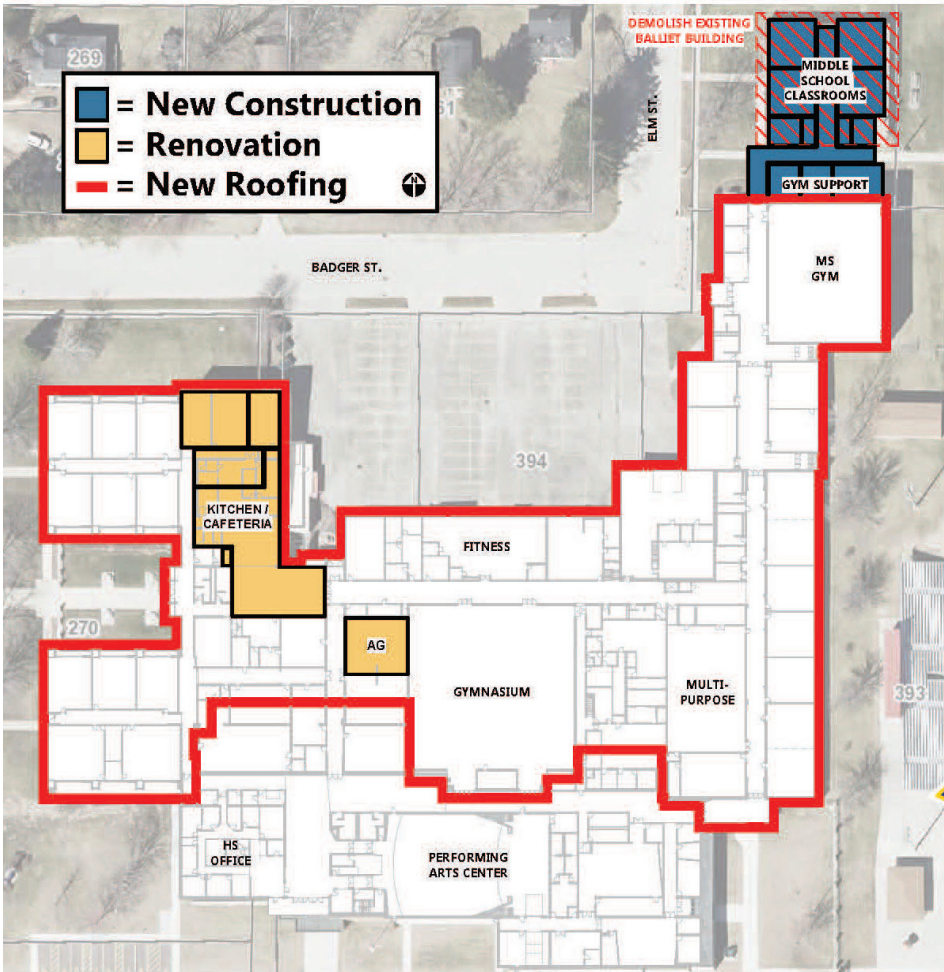 DEMOLISH EXISTING
BALLIET BUILDING
269
61
= New Construction
= Renovation
= New Roofing
N
ELM ST.
MIDDLE
SCHOOL
CLASSROOMS
GYM SUPPORT
BADGER ST.
MS
GYM
394
KITCHEN /
CAFETERIA
FITNESS
270
AG
GYMNASIUM
MULTI-
PURPOSE
393
HS
OFFICE
PERFORMING
ARTS CENTER